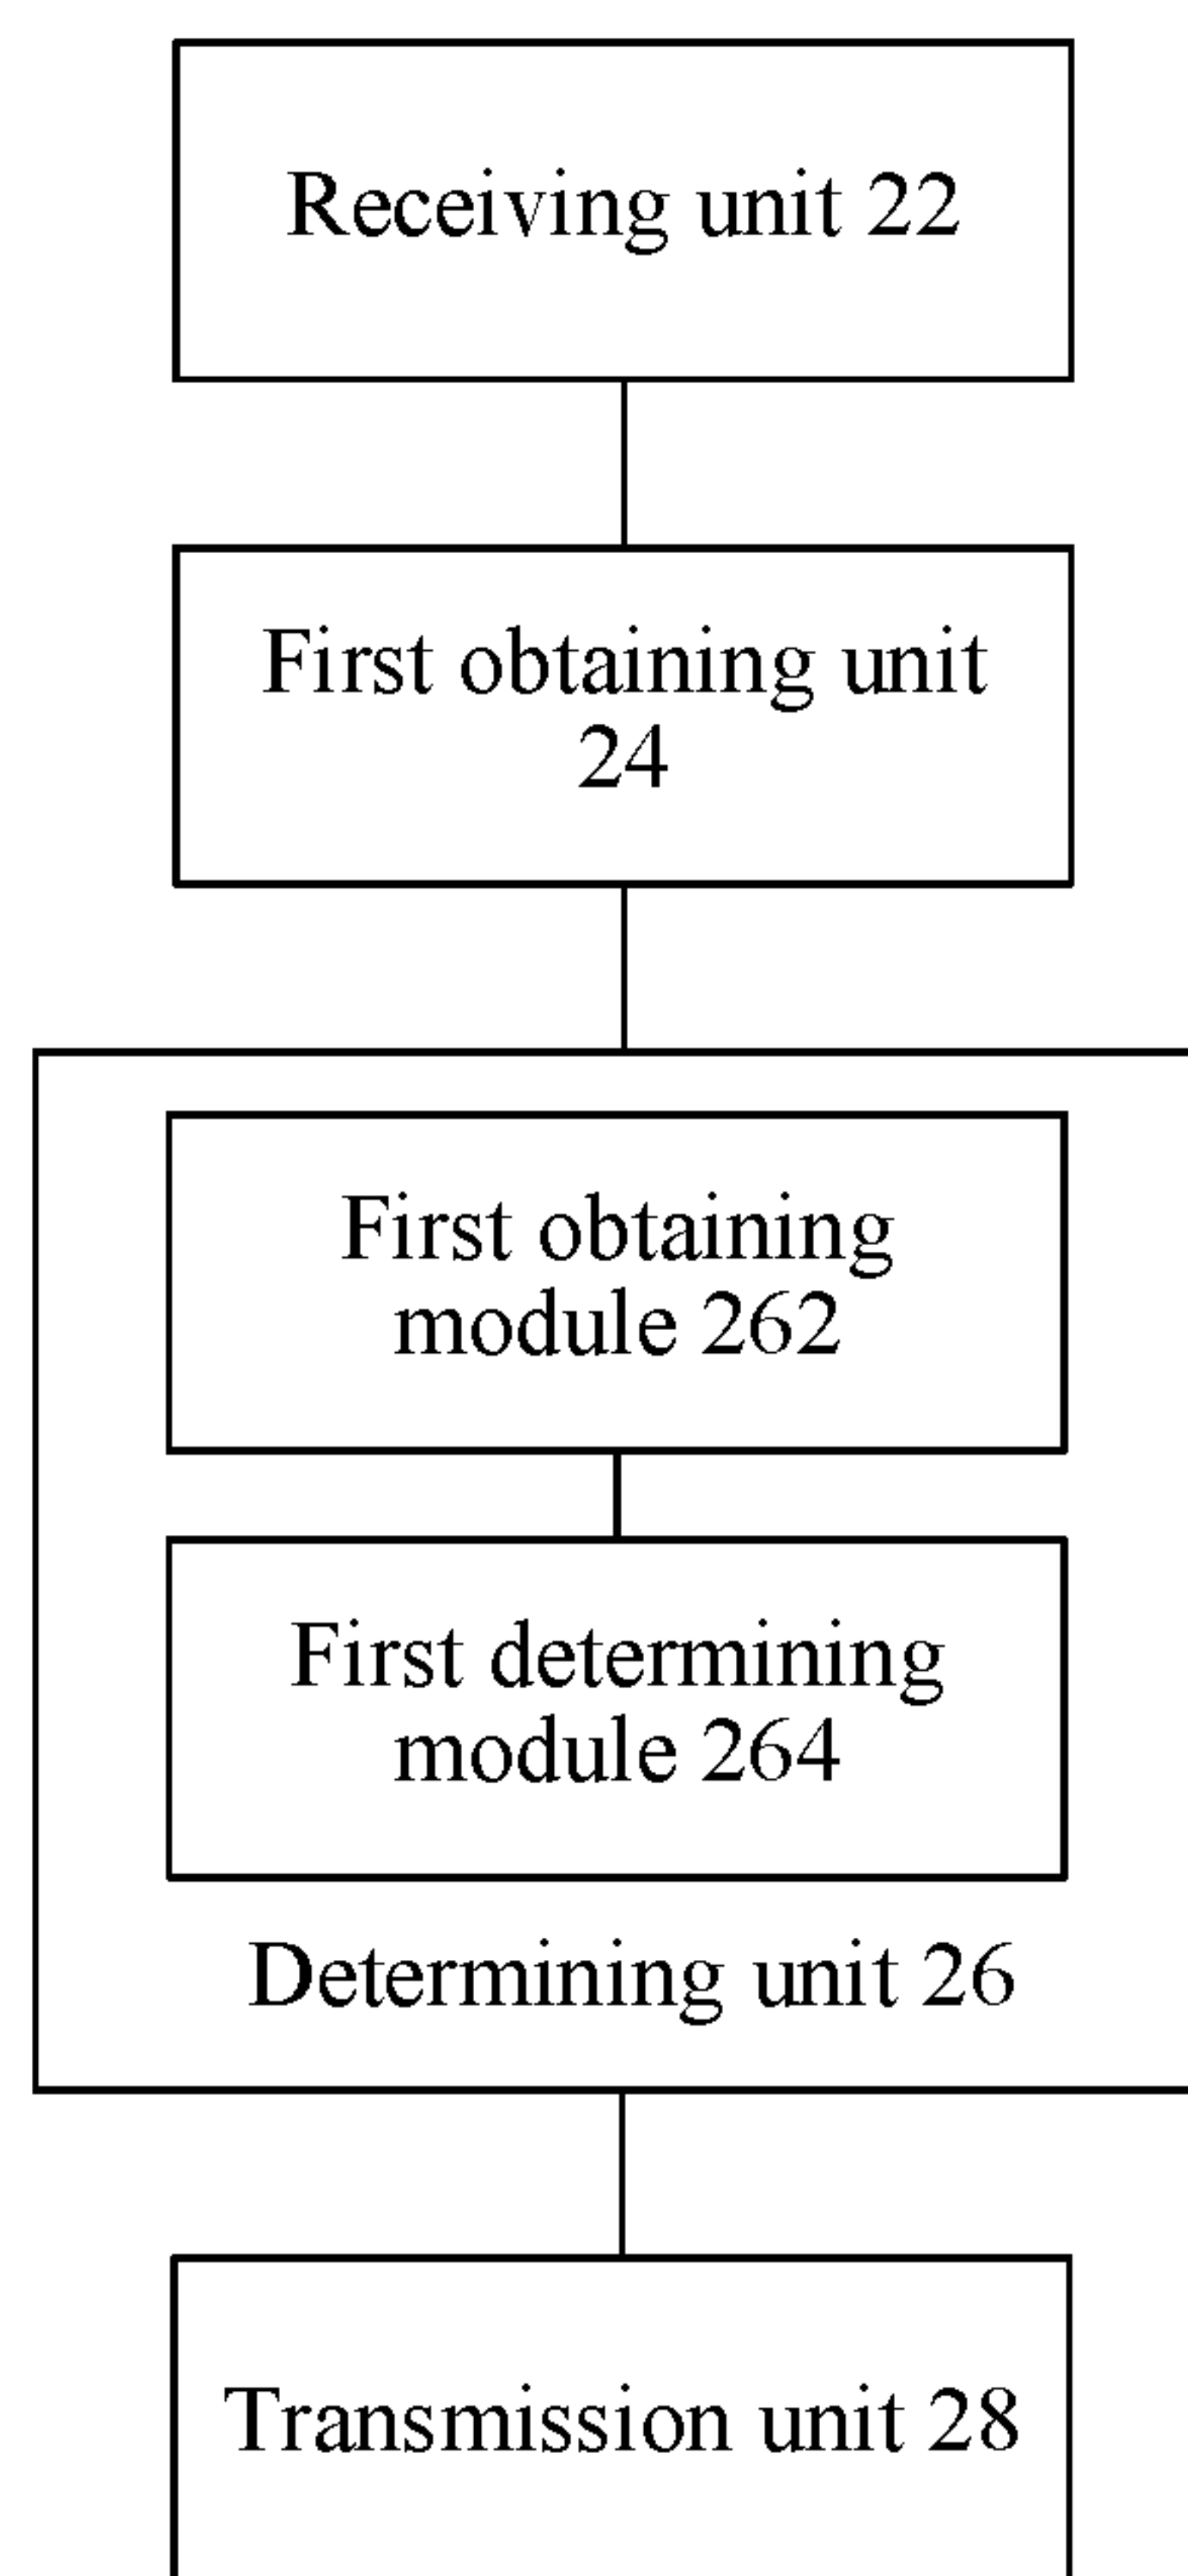 Receiving unit 22
First obtaining unit
24
First obtaining
module 262
First determining
module 264
Determining unit 26
Transmission unit 28